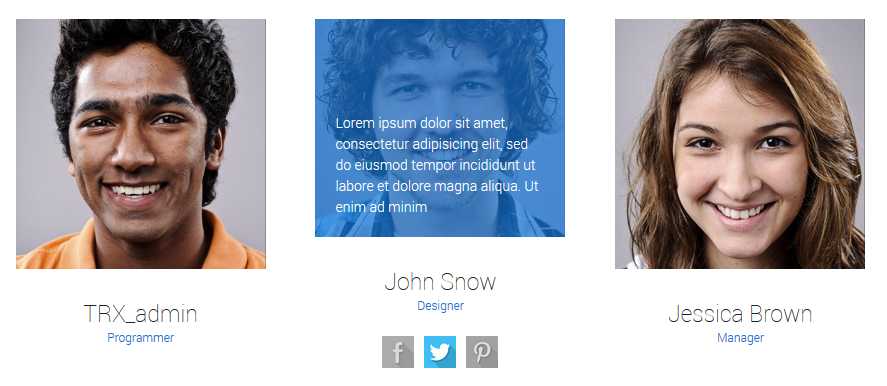 Lorem ipsum dolor sit amet,
consectetur adipisicing elit, sed
do eiusmod tempor incididunt ut
labore et dolore magna aliqua. Ut
enim ad minim
TRX_admin
Programmer
John Snow
Designer
Jessica Brown
Manager